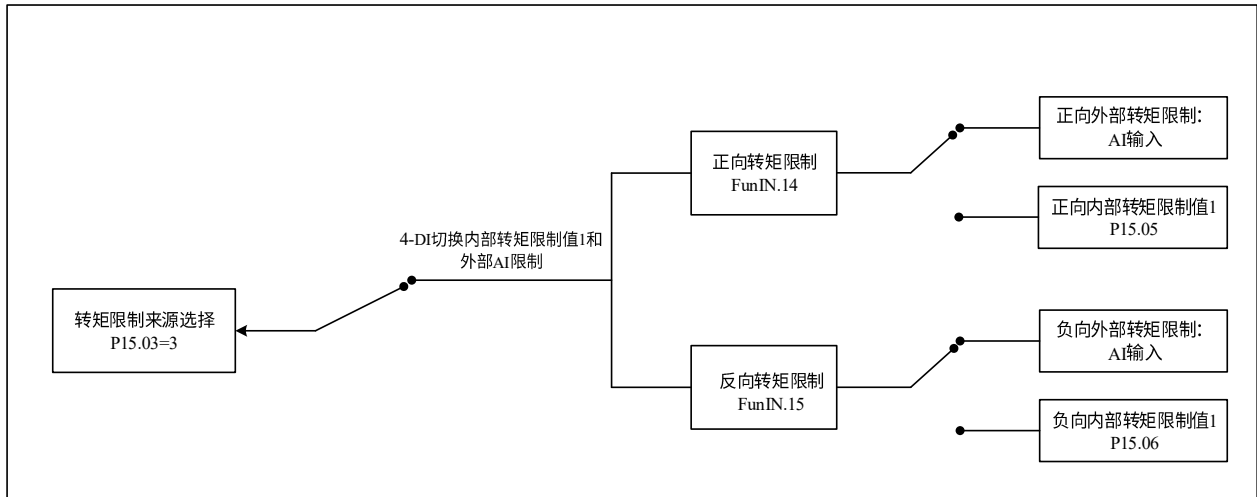 转矩限制来源选择
P15.03=3
4-DI切换内部转矩限制值1和
外部AI限制
正向转矩限制
FunIN.14
正向外部转矩限制：
AI输入
正向内部转矩限制值1
P15.05
反向转矩限制
FunIN.15
负向外部转矩限制：
AI输入
负向内部转矩限制值1
P15.06